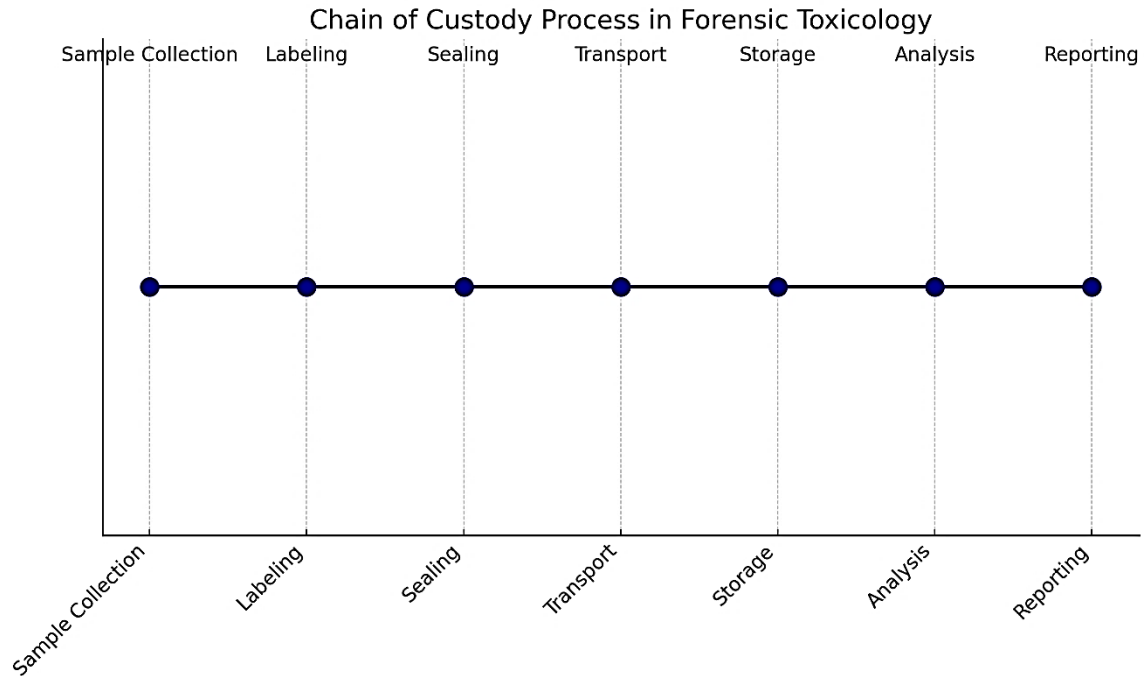 Chain of Custody Process in Forensic Toxicology
Sample Collection Labeling Sealing Transport Storage Analysis Reporting
Sample Collection Labeling Sealing Transport Storage Analysis Reporting